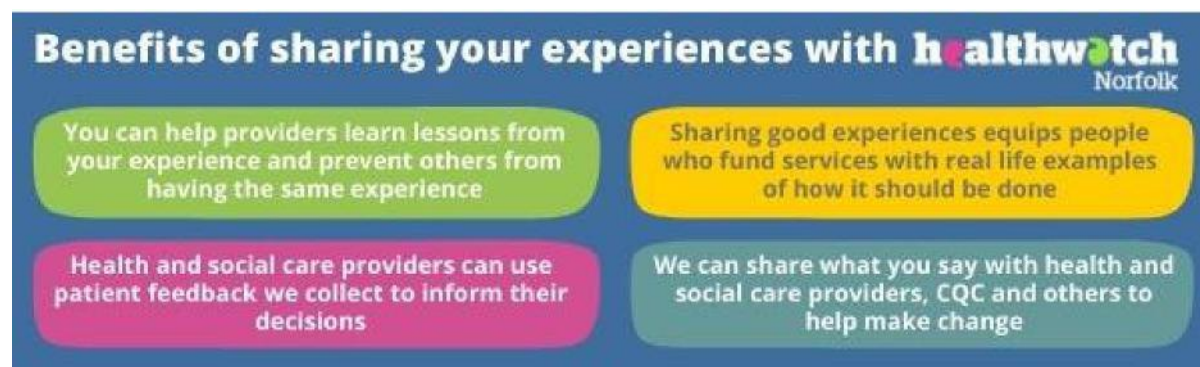 Benefits of sharing your experiences with healthwatch
Norfolk
You can help providers learn lessons from
your experience and prevent others from
having the same experience
Sharing good experiences equips people
who fund services with real life examples
of how it should be done
Health and social care providers can use
patient feedback we collect to inform their
decisions
We can share what you say with health and
social care providers, CQC and others to
help make change